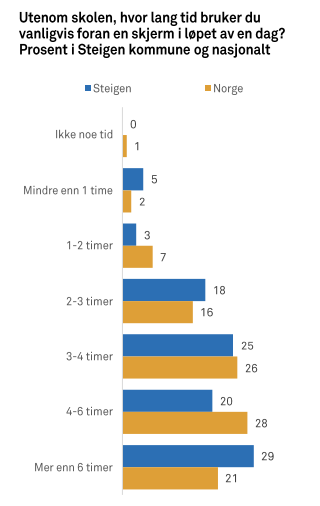 Utenom skolen, hvor lang tid bruker du
vanligvis foran en skjerm i løpet av en dag?
Prosent i Steigen kommune og nasjonalt
Steigen Norge
Ikke noe tid 0
1
Mindre enn 1 time 5
2
1-2 timer 3
7
2-3 timer 18
16
3-4 timer 25
26
4-6 timer 20
28
Mer enn 6 timer 29
21